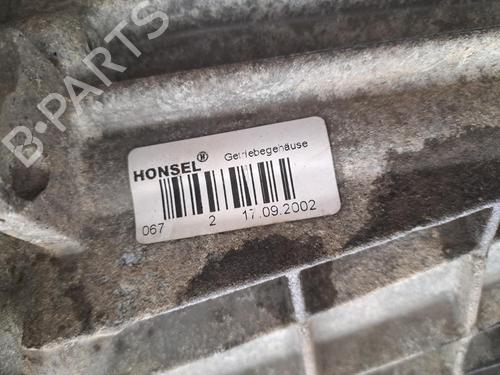 B-PARTS
HONSEL® Getriebegehäuse
067 2 17.09.2002